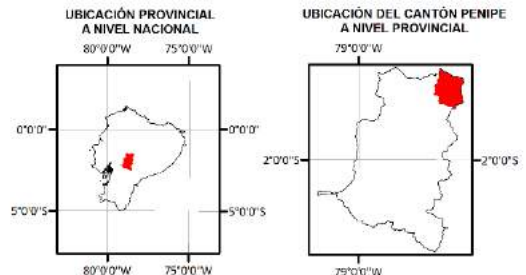 UBICACIÓN PROVINCIAL
A NIVEL NACIONAL
80°0'0"W 75°0'0"W
0°0'0" 0°0'0"
5°0'0"S 5°0'0"S
80°0'0"W 75°0'0"W
UBICACIÓN DEL CANTÓN PENIPE
A NIVEL PROVINCIAL
79°0'0"W
2°0'0"S 2°0'0"S
79°0'0"W